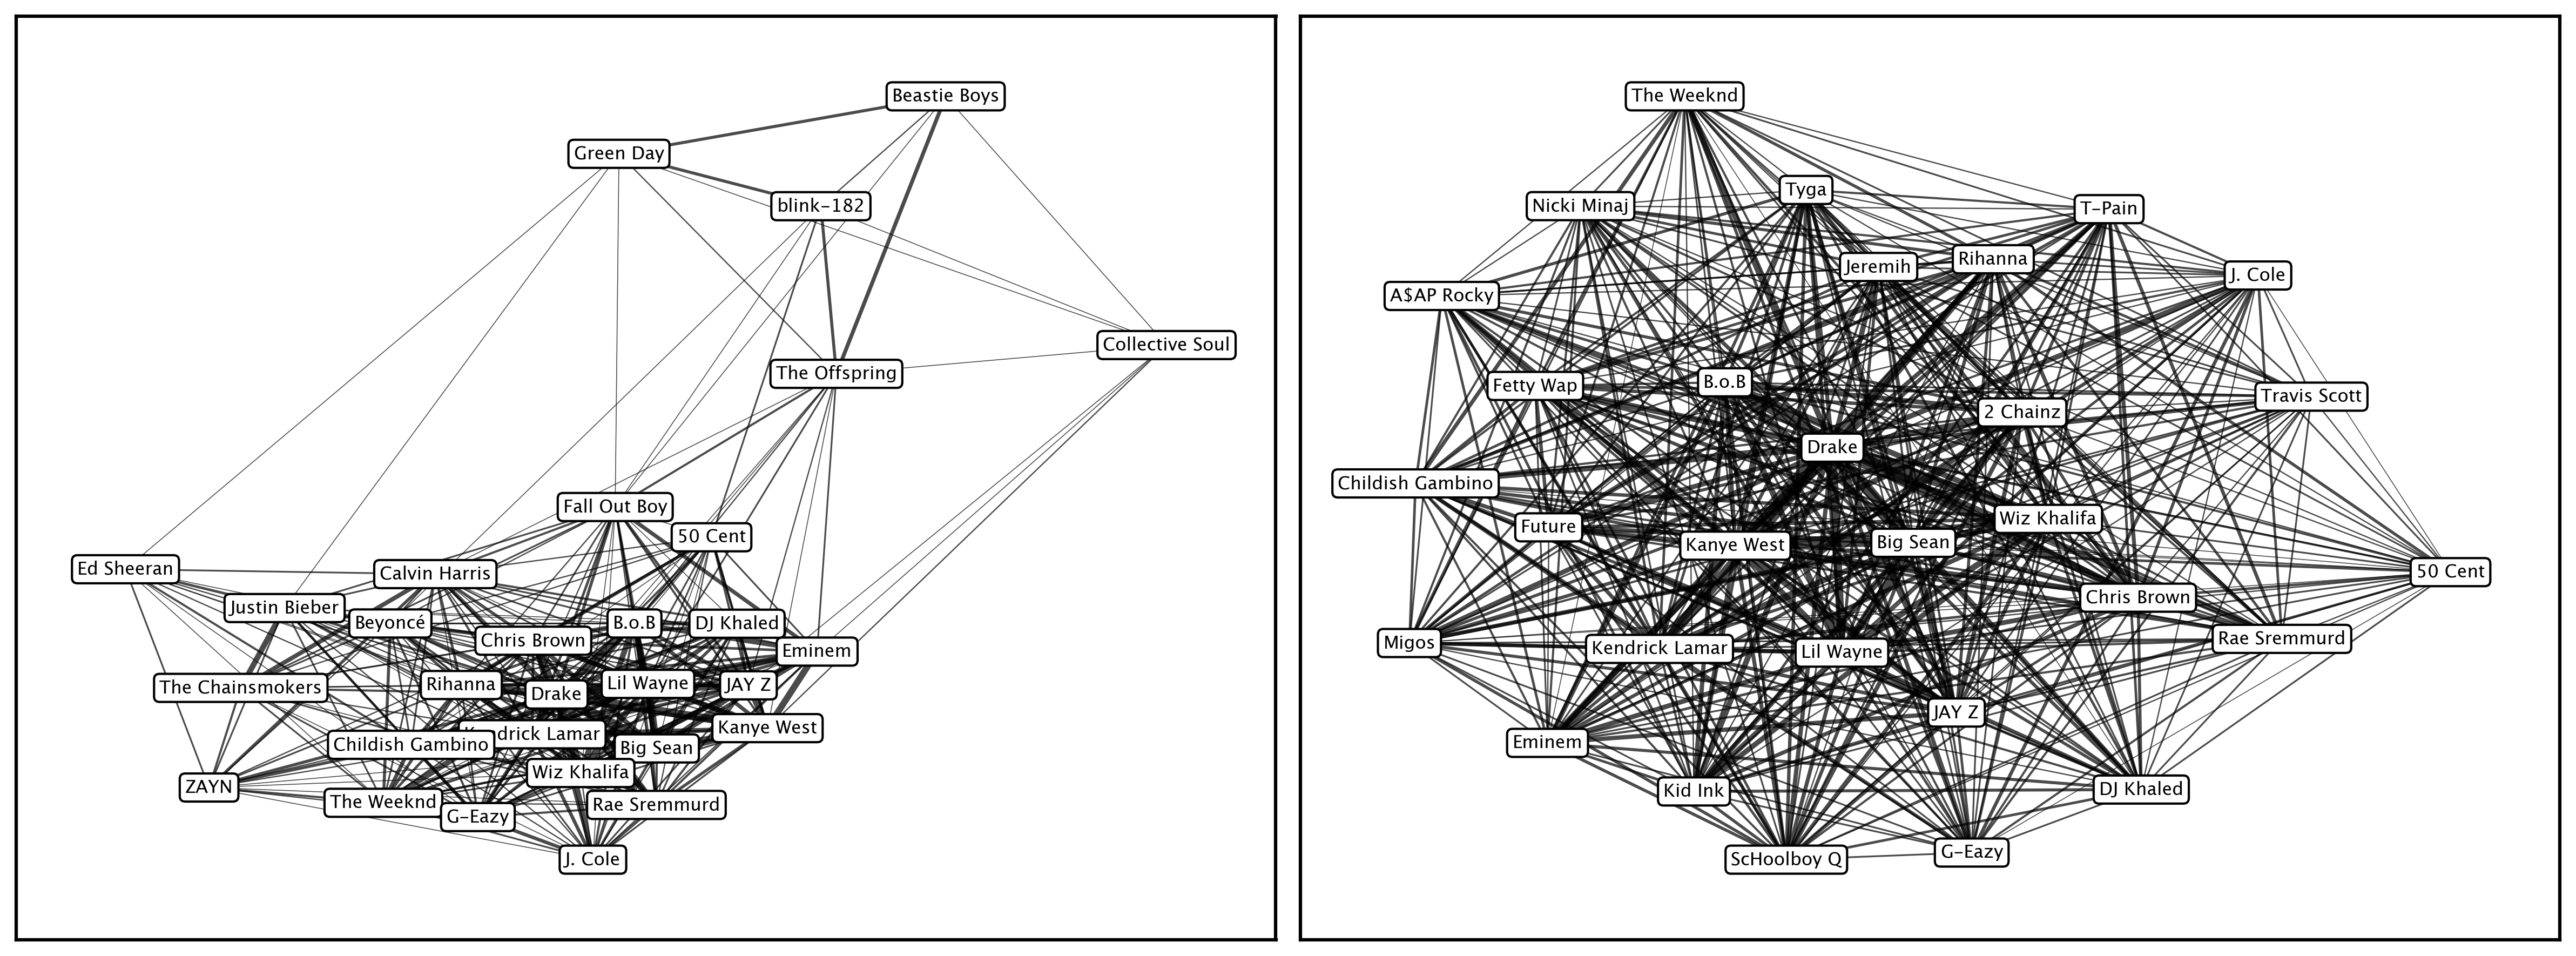 Beastie Boys
Green Day
blink-182
Collective Soul
The Offspring
Fall Out Boy
50 Cent
Ed Sheeran
Calvin Harris
Justin Bieber
Beyoncé
B.o.B
DJ Khaled
Chris Brown
Eminem
The Chainsmokers
Rihanna
Drake
Lil Wayne
JAY Z
Kanye West
Kendrick Lamar
Childish Gambino
Big Sean
Wiz Khalifa
ZAYN
The Weeknd
G-Eazy
Rae Sremmurd
J. Cole
The Weeknd
Tyga
Nicki Minaj
T-Pain
Jeremih
Rihanna
J. Cole
A$AP Rocky
Fetty Wap
B.o.B
Travis Scott
2 Chainz
Drake
Childish Gambino
Future
Wiz Khalifa
Kanye West
Big Sean
50 Cent
Chris Brown
Migos
Kendrick Lamar
Lil Wayne
Rae Sremmurd
JAY Z
Eminem
Kid Ink
DJ Khaled
ScHoolboy Q
G-Eazy